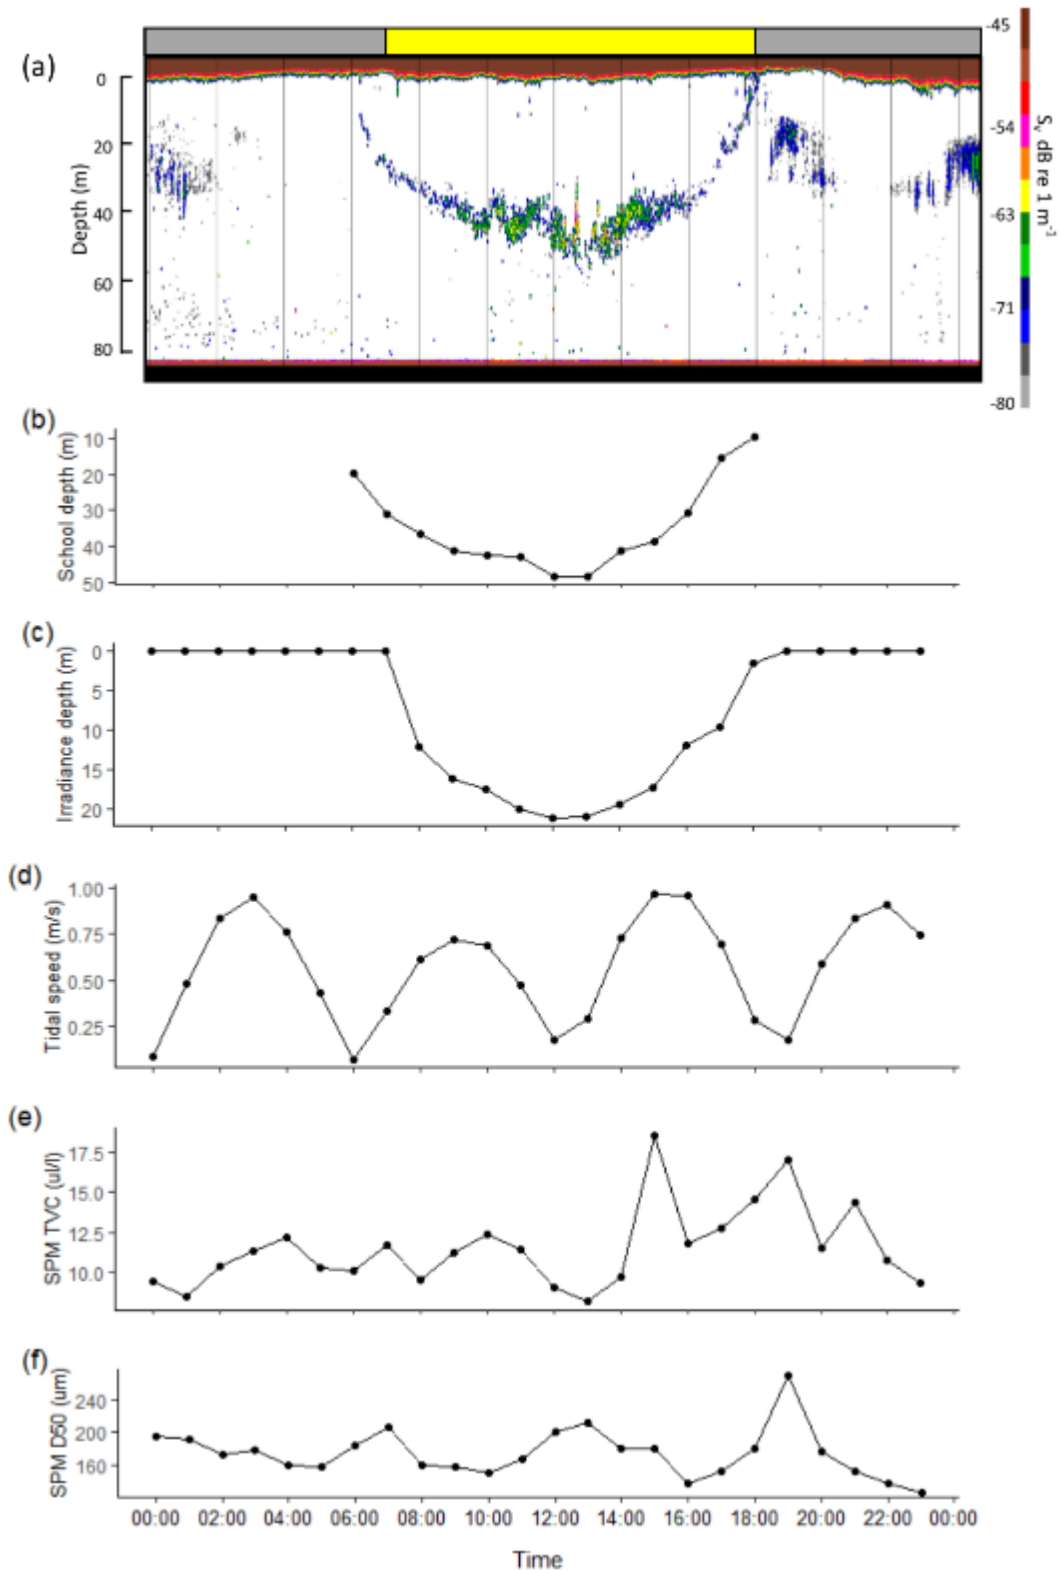 (a)
Depth (m)
0
20
40
60
80
-45
-54
-63
-71
-80
Sv dB re 1 m-1
(b)
School depth (m)
10
20
30
40
50
(c)
Irradiance depth (m)
0
5
10
15
20
(d)
Tidal speed (m/s)
1.00
0.75
0.50
0.25
(e)
SPM TVC (ul/l)
17.5
15.0
12.5
10.0
(f)
SPM D50 (um)
240
200
160
00:00 02:00 04:00 06:00 08:00 10:00 12:00 14:00 16:00 18:00 20:00 22:00 00:00
Time